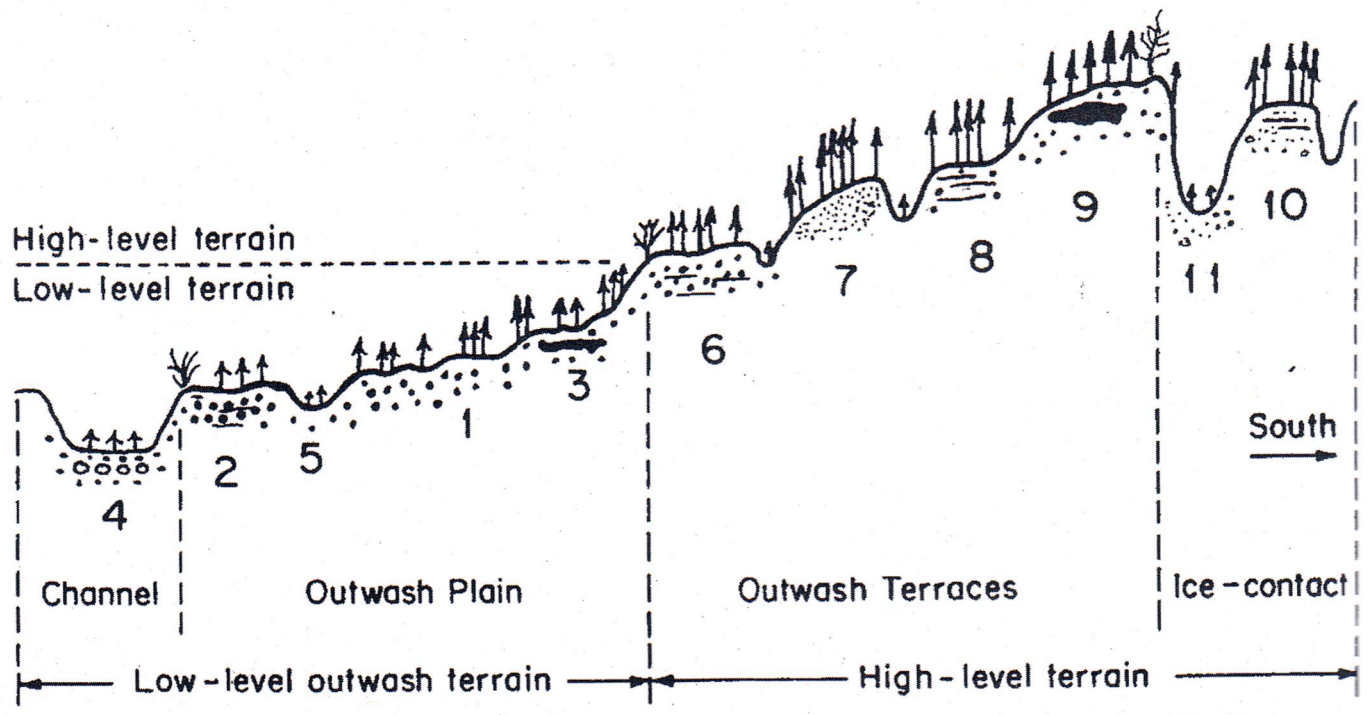 High-level terrain
Low-level terrain
9
10
7
8
11
6
3
1
South
5
2
4
Channel
Outwash Plain
Outwash Terraces
Ice-contact
Low-level outwash terrain
High-level terrain